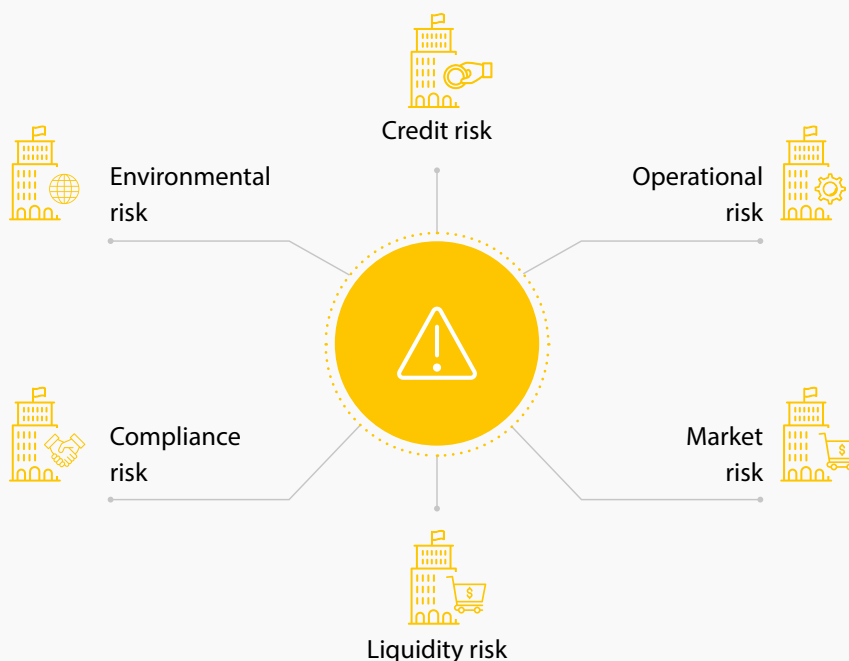 Credit risk
Environmental
risk
Operational
risk
Compliance
risk
Market
risk
$
$
Liquidity risk